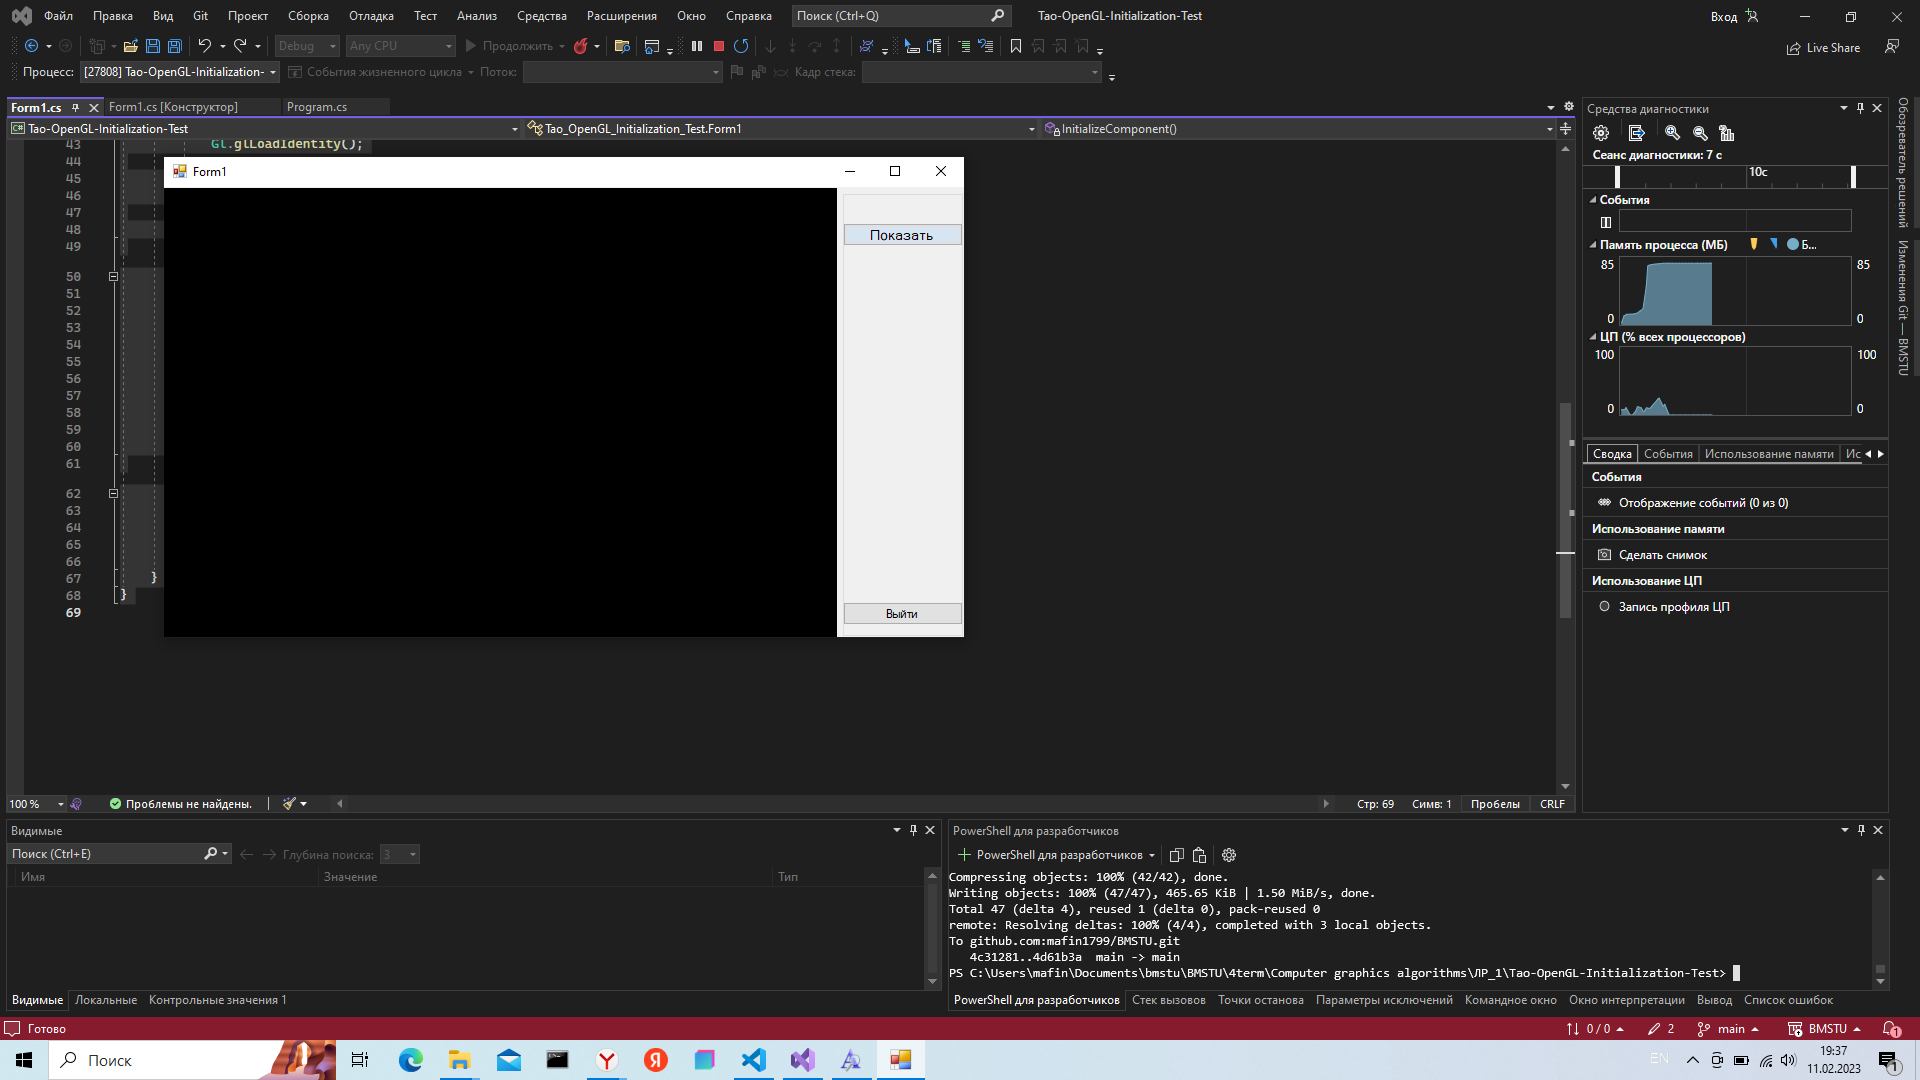 Файл Правка Вид Git Проект Сборка Отладка Тест Анализ Средства Расширения Окно Справка Поиск (Ctrl+Q) Tao-OpenGL-Initialization-Test Вход
Debug Any CPU Продолжить Live Share
Процесс: [27808] Tao-OpenGL-Initialization- События жизненного цикла Поток: Кадр стека:
Form1.cs Form1.cs [Конструктор] Program.cs
Tao-OpenGL-Initialization-Test Tao_OpenGL_Initialization_Test.Form1 InitializeComponent()
43 Gl.glLoadIdentity();
44
45
46
47
48
49
50
51
52
53
54
55
56
57
58
59
60
61
62
63
64
65
66
67 }
68 }
69
Form1
Показать
Выйти
100 % Проблемы не найдены. Стр: 69 Симв: 1 Пробелы CRLF
Средства диагностики
Сеанс диагностики: 7 с
10с
События
Память процесса (МБ) Б...
85 85
0 0
ЦП (% всех процессоров)
100 100
0 0
Сводка События Использование памяти Ис
События
Отображение событий (0 из 0)
Использование памяти
Сделать снимок
Использование ЦП
Запись профиля ЦП
Обозреватель решений
Изменения Git — BMSTU
Видимые
Поиск (Ctrl+E) Глубина поиска: 3
Имя Значение Тип
Видимые Локальные Контрольные значения 1
PowerShell для разработчиков
PowerShell для разработчиков
Compressing objects: 100% (42/42), done.
Writing objects: 100% (47/47), 465.65 KiB | 1.50 MiB/s, done.
Total 47 (delta 4), reused 1 (delta 0), pack-reused 0
remote: Resolving deltas: 100% (4/4), completed with 3 local objects.
To github.com:mafin1799/BMSTU.git
4c31281..4d61b3a main -> main
PS C:\Users\mafin\Documents\bmstu\BMSTU\4term\Computer graphics algorithms\ЛР_1\Tao-OpenGL-Initialization-Test>
PowerShell для разработчиков Стек вызовов Точки останова Параметры исключений Командное окно Окно интерпретации Вывод Список ошибок
Готово 0 / 0 2 main BMSTU 1
Поиск EN 19:37
11.02.2023 1